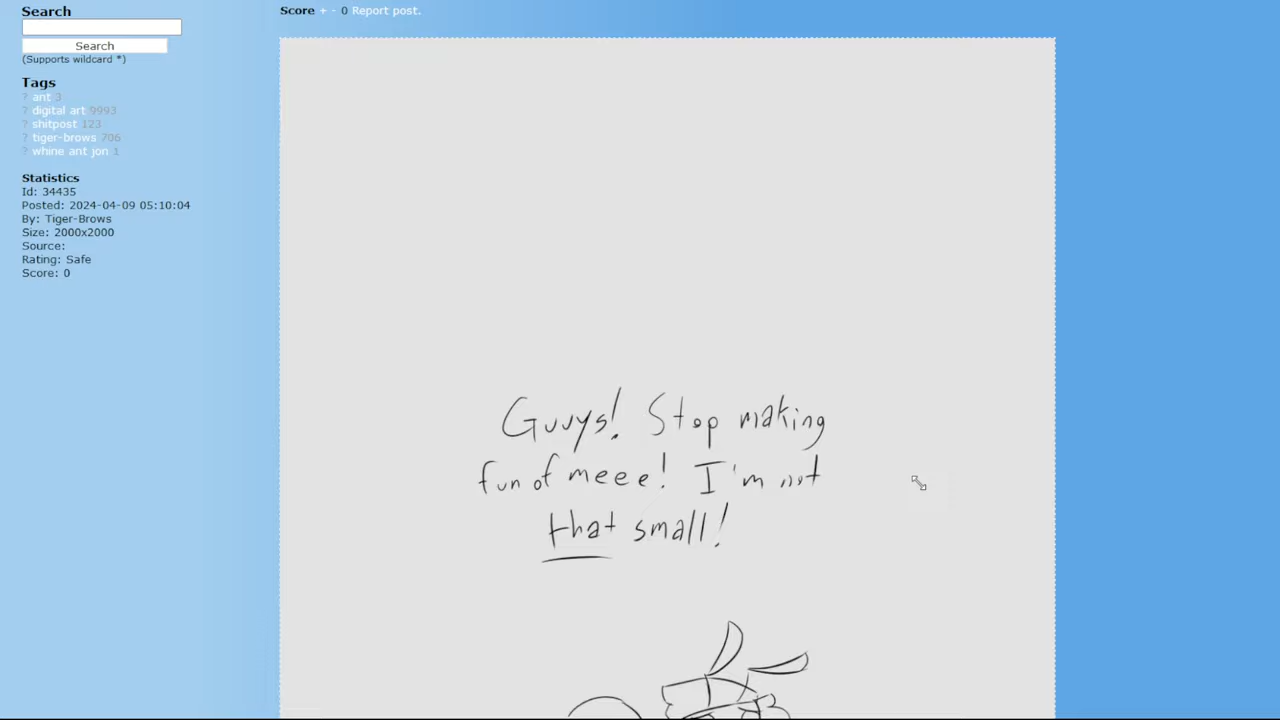 Search
Search
(Supports wildcard *)
Tags
? ant 3
? digital art 9993
? shitpost 123
? tiger-brows 706
? whine ant jon 1
Statistics
Id: 34435
Posted: 2024-04-09 05:10:04
By: Tiger-Brows
Size: 2000x2000
Source:
Rating: Safe
Score: 0
Score + - 0 Report post.
Guuys! Stop making
fun of meee! I'm not
that small!